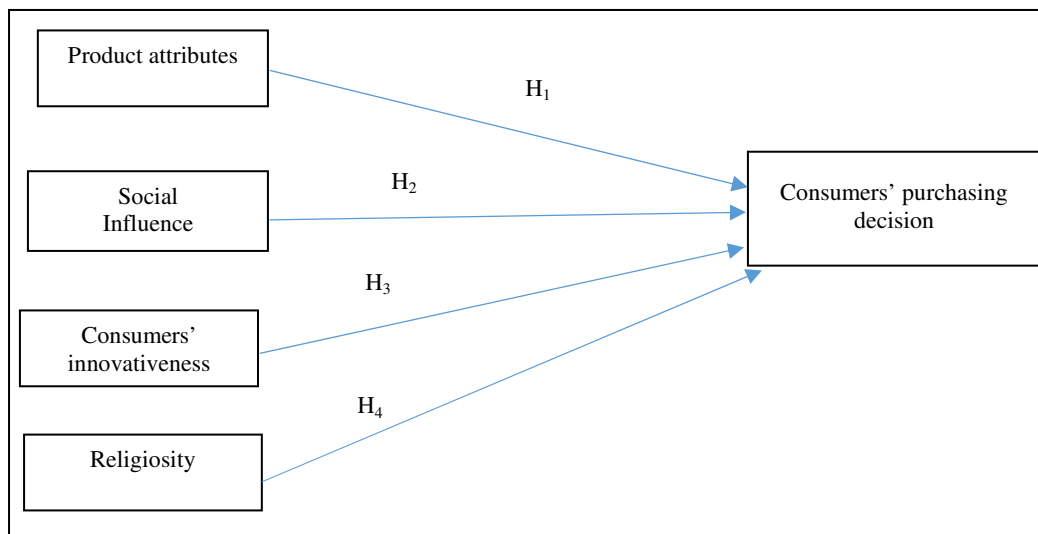 Product attributes
H₁
Social
Influence
H₂
Consumers' purchasing
decision
H₃
Consumers'
innovativeness
H₄
Religiosity